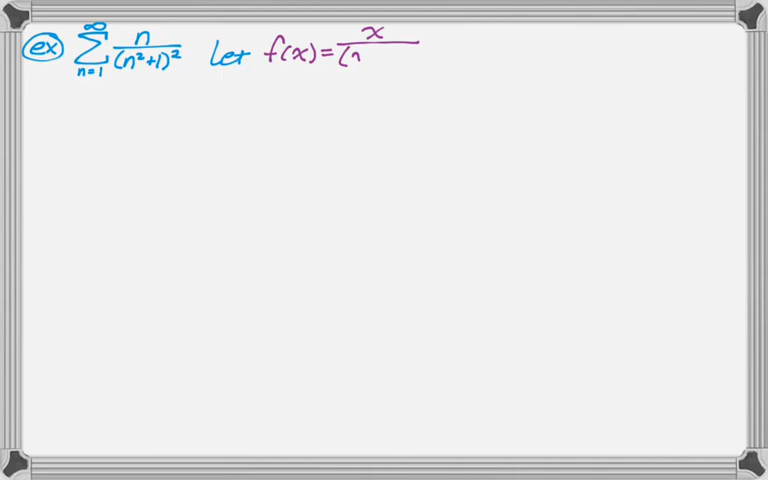 ex ∑_{n=1}^{∞} n/(n²+1)² Let f(x) = x/(